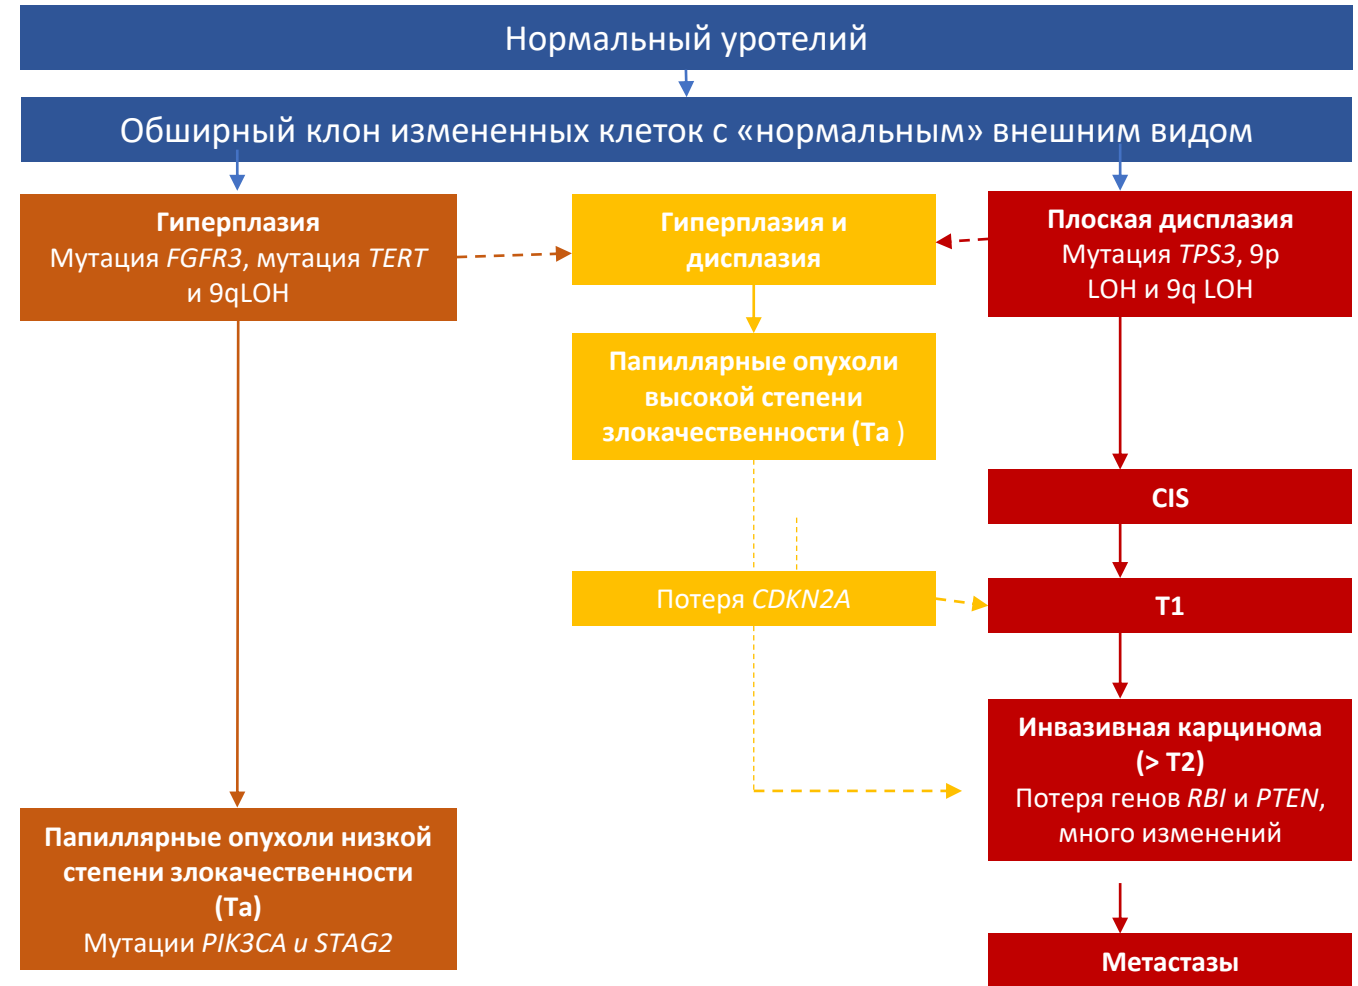 Нормальный уротелий
Обширный клон измененных клеток с «нормальным» внешним видом
Гиперплазия
Мутация FGFR3, мутация TERT
и 9qLOH
Гиперплазия и
дисплазия
Плоская дисплазия
Мутация TPS3, 9p
LOH и 9q LOH
Папиллярные опухоли
высокой степени
злокачественности (Ta )
CIS
Потеря CDKN2A
T1
Инвазивная карцинома
(> T2)
Потеря генов RBI и PTEN,
много изменений
Папиллярные опухоли низкой
степени злокачественности
(Ta)
Мутации PIK3CA и STAG2
Метастазы